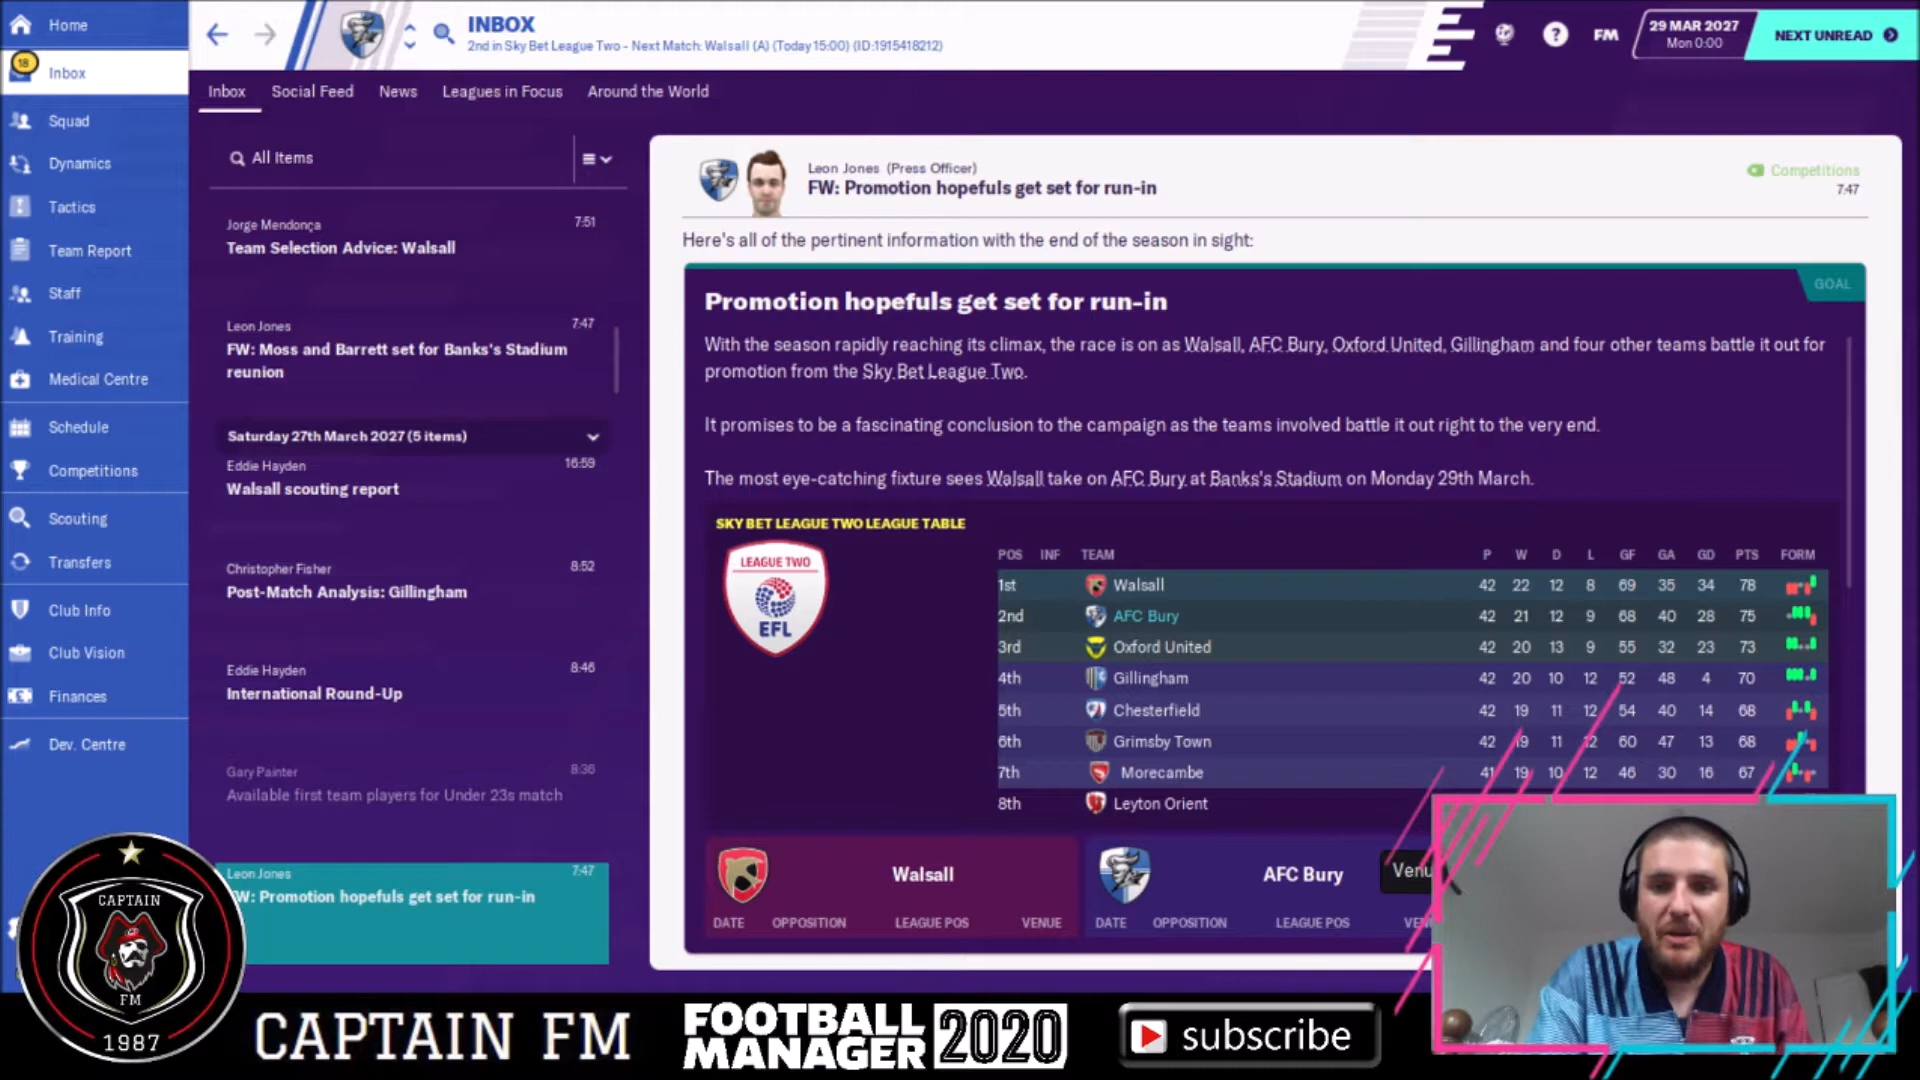 Home
Inbox
18
Squad
Dynamics
Tactics
Team Report
Staff
Training
Medical Centre
Schedule
Competitions
Scouting
Transfers
Club Info
Club Vision
Finances
Dev. Centre
INBOX
2nd in Sky Bet League Two - Next Match: Walsall (A) (Today 15:00) (ID:1915418212)
?
FM
29 MAR 2027
Mon 0:00
NEXT UNREAD
Inbox Social Feed News Leagues in Focus Around the World
All Items
Jorge Mendonça 7:51
Team Selection Advice: Walsall
Leon Jones 7:47
FW: Moss and Barrett set for Banks's Stadium
reunion
Saturday 27th March 2027 (5 items)
Eddie Hayden 16:59
Walsall scouting report
Christopher Fisher 8:52
Post-Match Analysis: Gillingham
Eddie Hayden 8:46
International Round-Up
Gary Painter 8:36
Available first team players for Under 23s match
Leon Jones 7:47
W: Promotion hopefuls get set for run-in
Leon Jones (Press Officer)
FW: Promotion hopefuls get set for run-in
Competitions
7:47
Here's all of the pertinent information with the end of the season in sight:
GOAL
Promotion hopefuls get set for run-in
With the season rapidly reaching its climax, the race is on as Walsall, AFC Bury, Oxford United, Gillingham and four other teams battle it out for
promotion from the Sky Bet League Two.
It promises to be a fascinating conclusion to the campaign as the teams involved battle it out right to the very end.
The most eye-catching fixture sees Walsall take on AFC Bury at Banks's Stadium on Monday 29th March.
SKY BET LEAGUE TWO LEAGUE TABLE
LEAGUE TWO
EFL
POS INF TEAM P W D L GF GA GD PTS FORM
1st Walsall 42 22 12 8 69 35 34 78
2nd AFC Bury 42 21 12 9 68 40 28 75
3rd Oxford United 42 20 13 9 55 32 23 73
4th Gillingham 42 20 10 12 52 48 4 70
5th Chesterfield 42 19 11 12 54 40 14 68
6th Grimsby Town 42 19 11 12 60 47 13 68
7th Morecambe 41 19 10 12 46 30 16 67
8th Leyton Orient
Walsall
DATE OPPOSITION LEAGUE POS VENUE
AFC Bury
Venu
DATE OPPOSITION LEAGUE POS VE
CAPTAIN
FM
1987
CAPTAIN FM
FOOTBALL
MANAGER 2020
subscribe